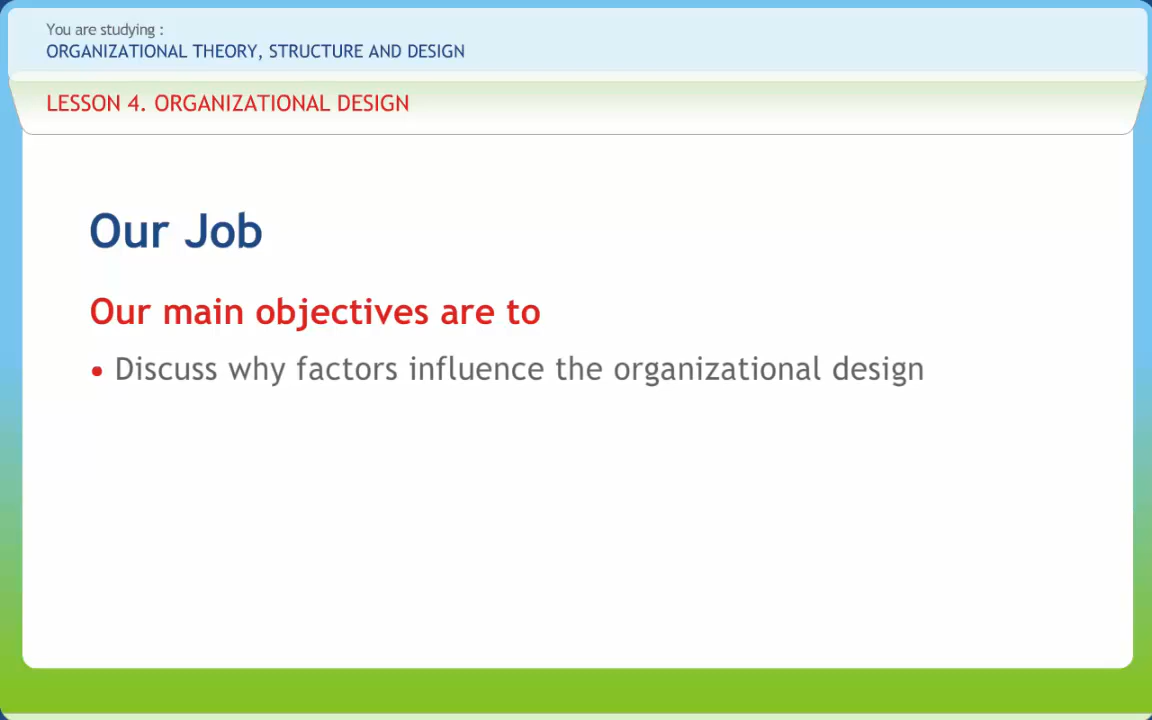 You are studying :
ORGANIZATIONAL THEORY, STRUCTURE AND DESIGN
LESSON 4. ORGANIZATIONAL DESIGN
Our Job
Our main objectives are to
• Discuss why factors influence the organizational design